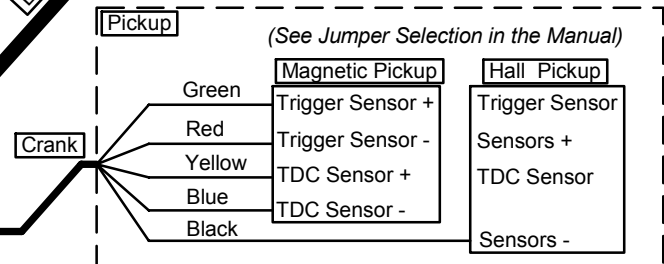 Pickup
(See Jumper Selection in the Manual)
Magnetic Pickup
Hall Pickup
Crank
Green
Trigger Sensor +
Trigger Sensor
Red
Trigger Sensor -
Sensors +
Yellow
TDC Sensor +
TDC Sensor
Blue
TDC Sensor -
Black
Sensors -